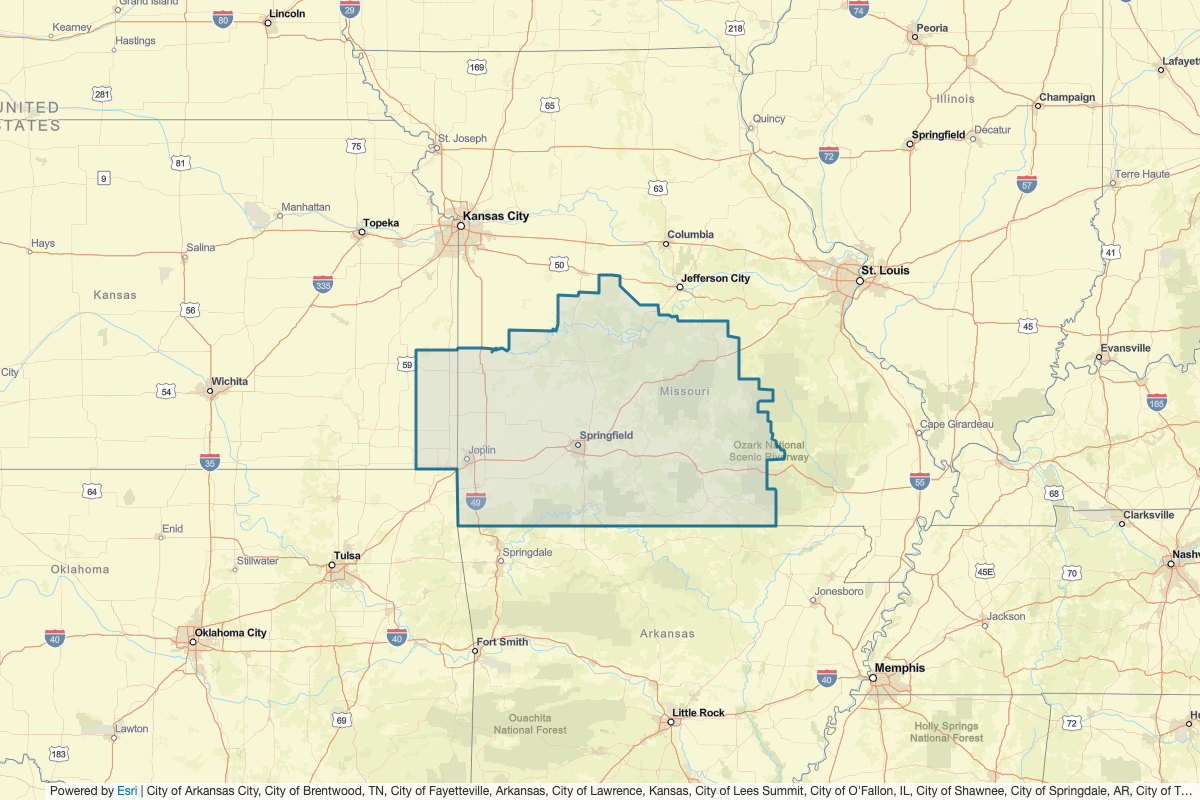 Grand Island
Lincoln
80
29
74
218
Kearney
Hastings
Peoria
169
Lafayett
281
65
Illinois
Champaign
UNITED
STATES
Quincy
Springfield
Decatur
St. Joseph
75
72
81
9
63
57
Terre Haute
Manhattan
Topeka
Kansas City
Columbia
Hays
Salina
41
50
St. Louis
Jefferson City
335
Kansas
56
45
Evansville
59
City
54
Wichita
Missouri
165
Springfield
Cape Girardeau
Ozark National
Scenic Riverway
Joplin
35
55
64
49
68
Clarksville
Enid
Springdale
Tulsa
Nashv
Stillwater
Oklahoma
45E
70
Jonesboro
Jackson
40
Oklahoma City
40
Fort Smith
Arkansas
Memphis
40
Little Rock
69
Ouachita
National Forest
Holly Springs
National Forest
72
Hu
Lawton
183
Powered by Esri | City of Arkansas City, City of Brentwood, TN, City of Fayetteville, Arkansas, City of Lawrence, Kansas, City of Lees Summit, City of O'Fallon, IL, City of Shawnee, City of Springdale, AR, City of T...